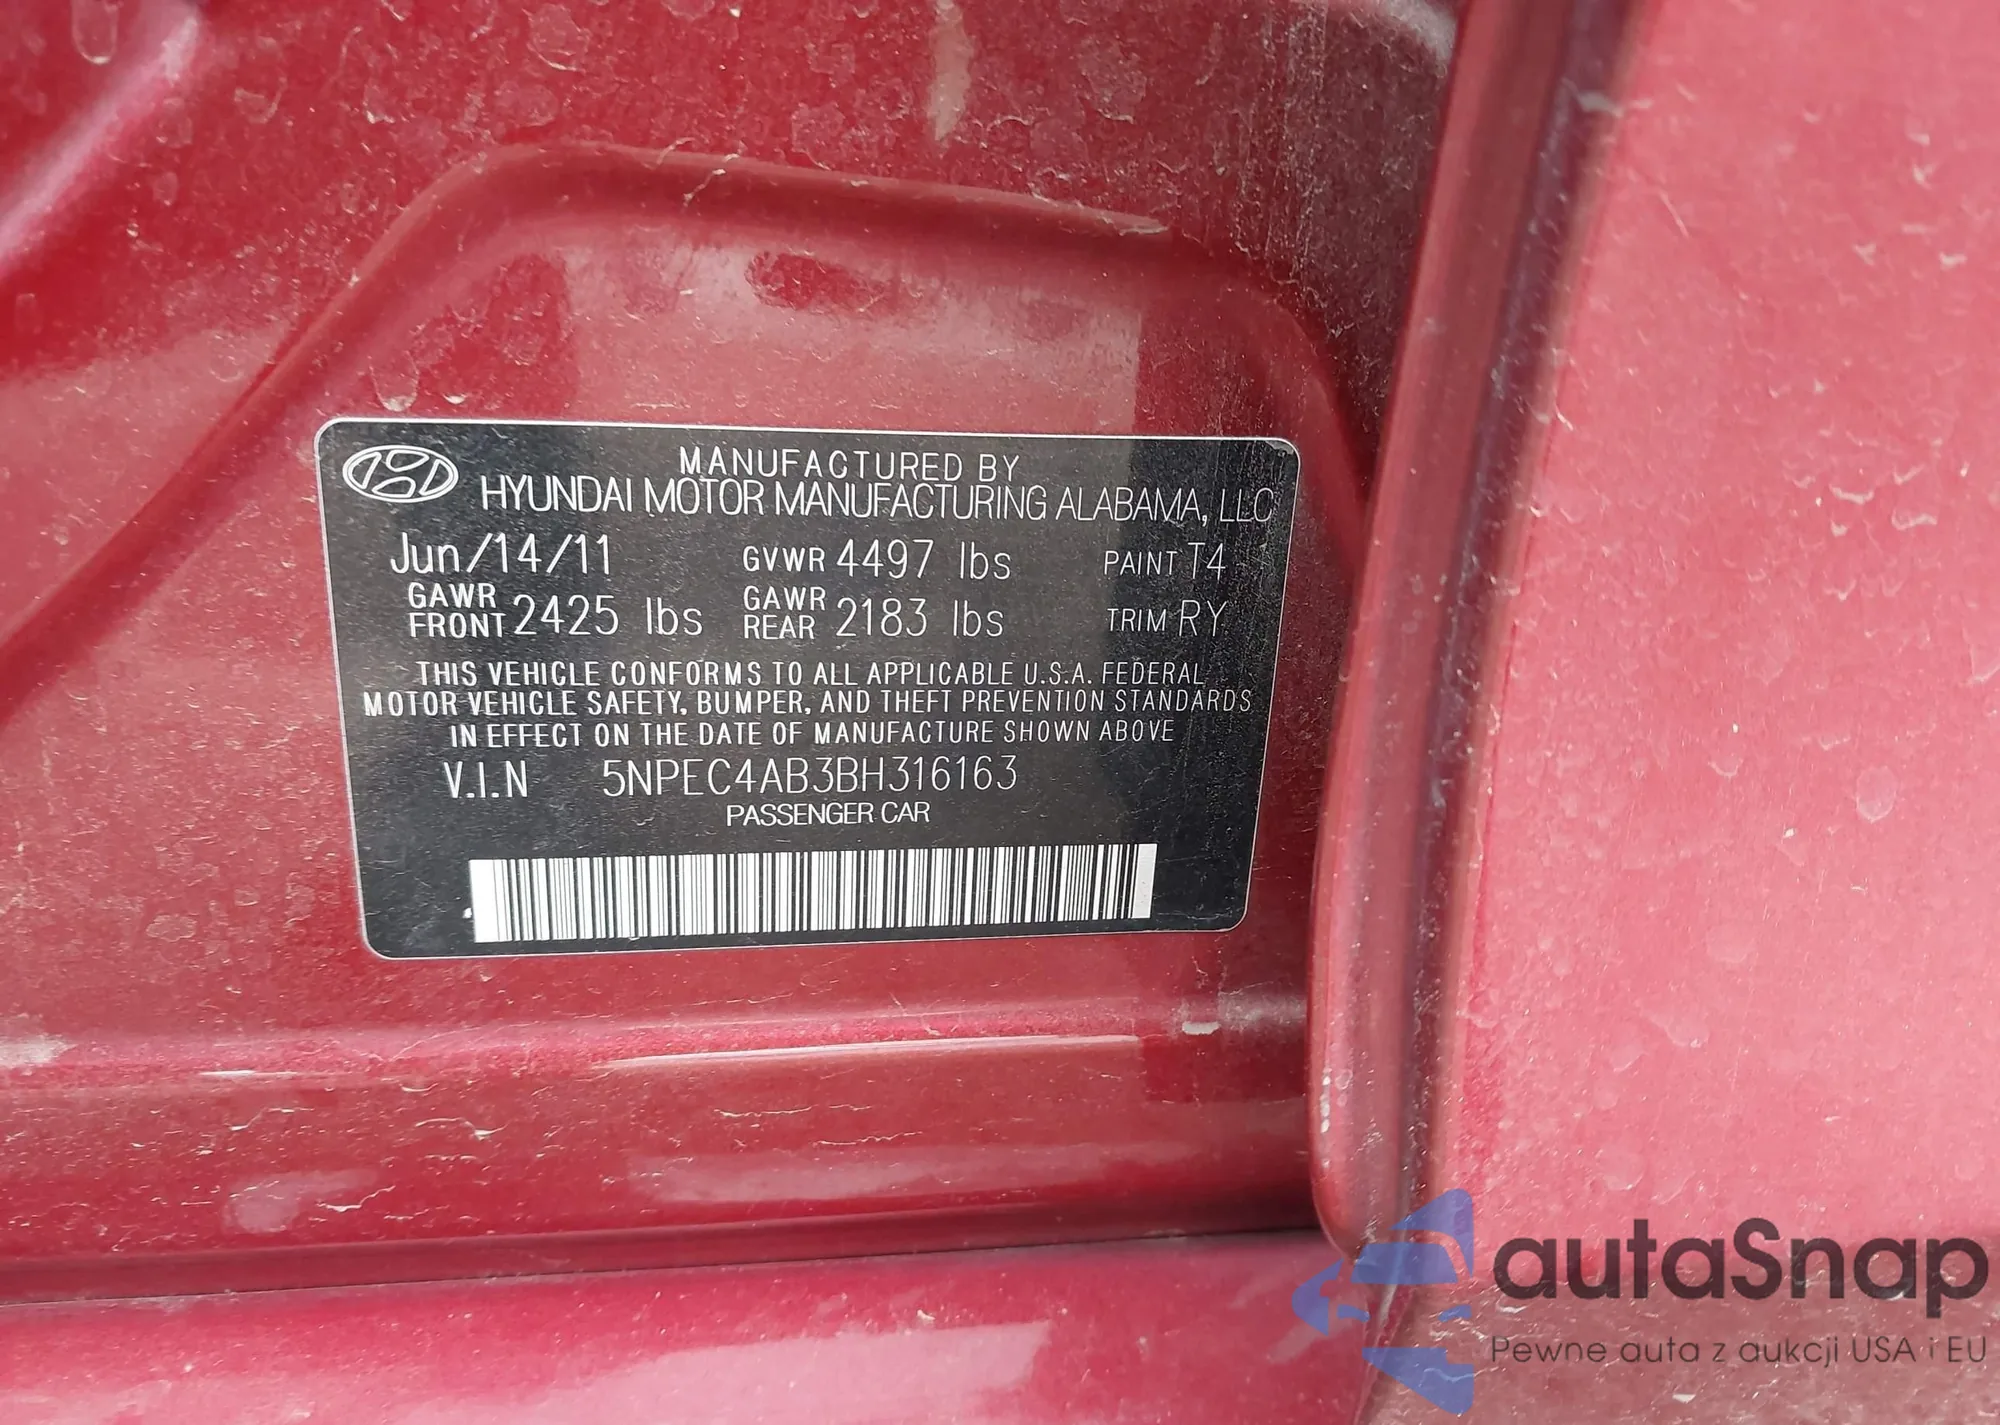 MANUFACTURED BY
HYUNDAI MOTOR MANUFACTURING ALABAMA, LLC
Jun/14/11 GVWR 4497 lbs PAINT T4
GAWR FRONT 2425 lbs GAWR REAR 2183 lbs TRIM RY
THIS VEHICLE CONFORMS TO ALL APPLICABLE U.S.A. FEDERAL
MOTOR VEHICLE SAFETY, BUMPER, AND THEFT PREVENTION STANDARDS
IN EFFECT ON THE DATE OF MANUFACTURE SHOWN ABOVE
V.I.N 5NPEC4AB3BH316163
PASSENGER CAR
autaSnap
Pewne auta z aukcji USA i EU